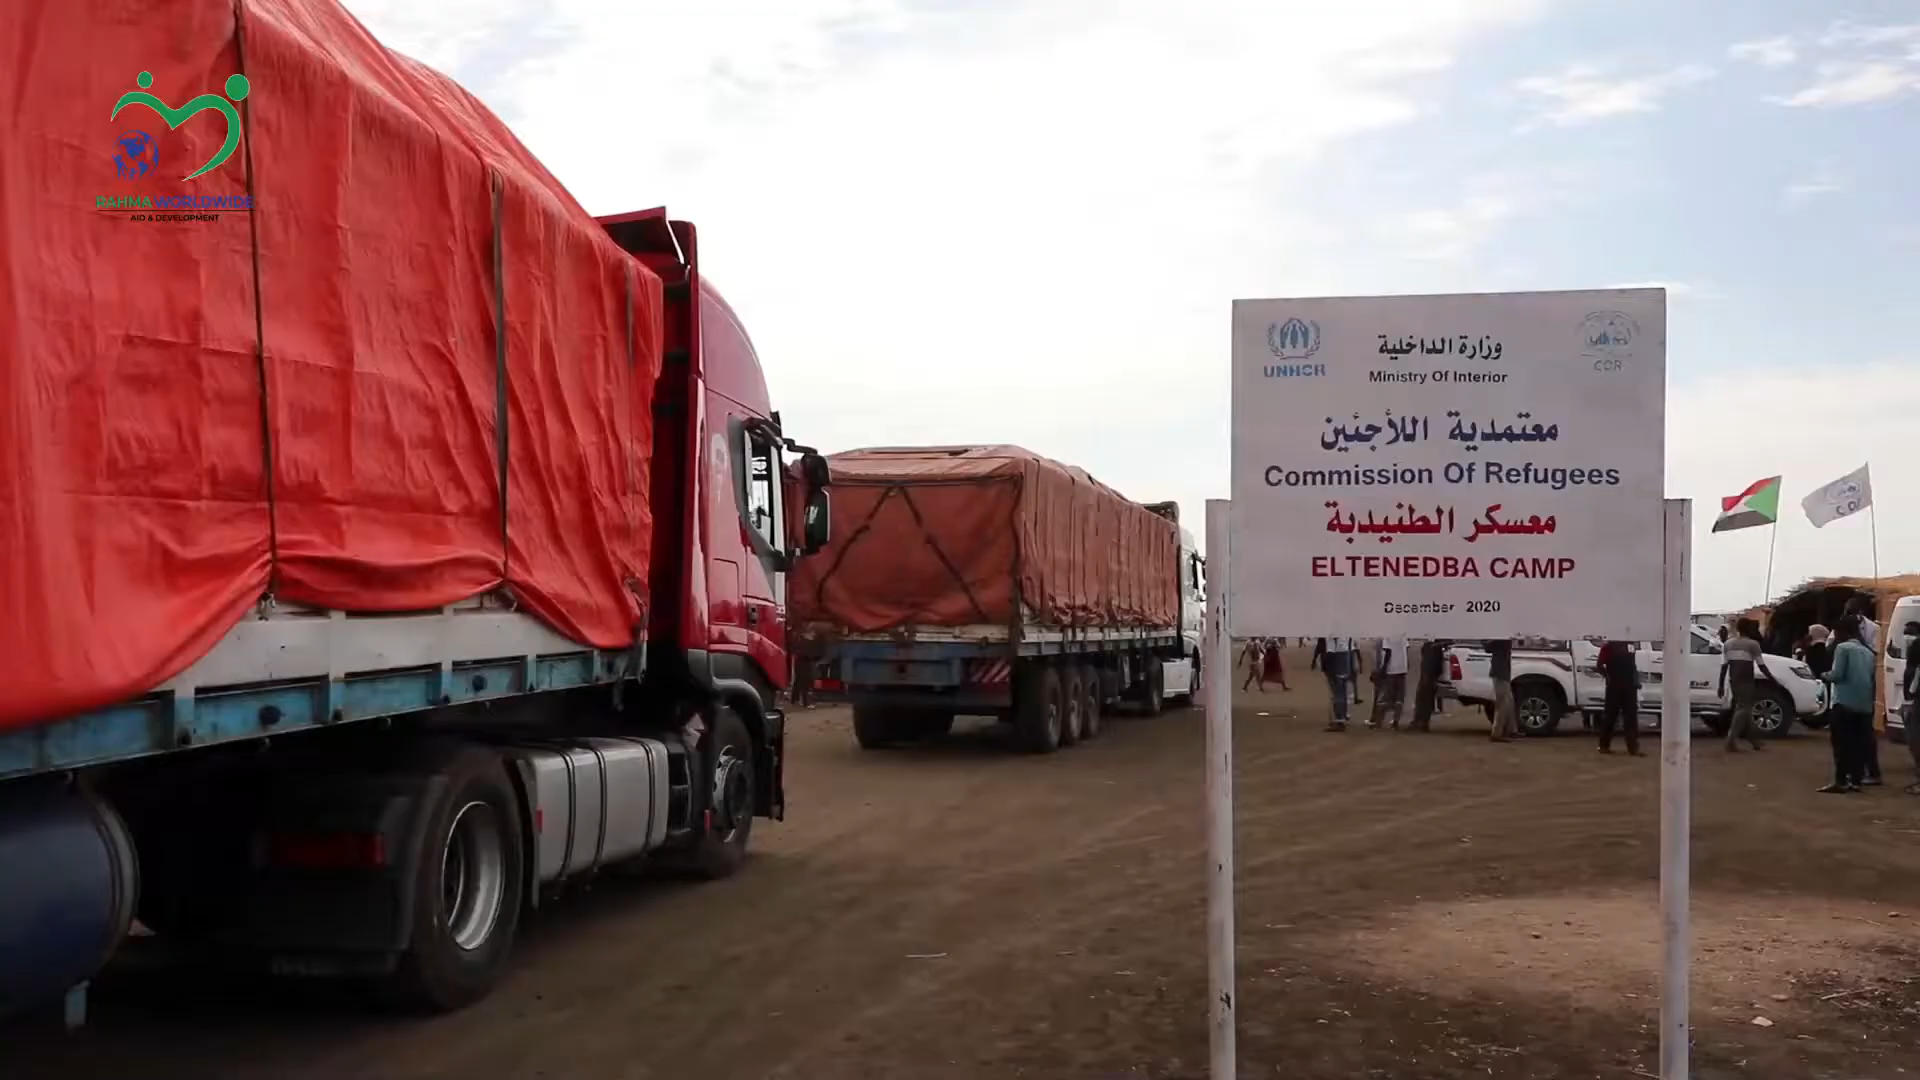 RAHMA WORLDWIDE
AID & DEVELOPMENT
UNHCR
وزارة الداخلية
COR
Ministry Of Interior
معتمدية اللأجئين
Commission Of Refugees
معسكر الطنيدبة
ELTENEDBA CAMP
December 2020